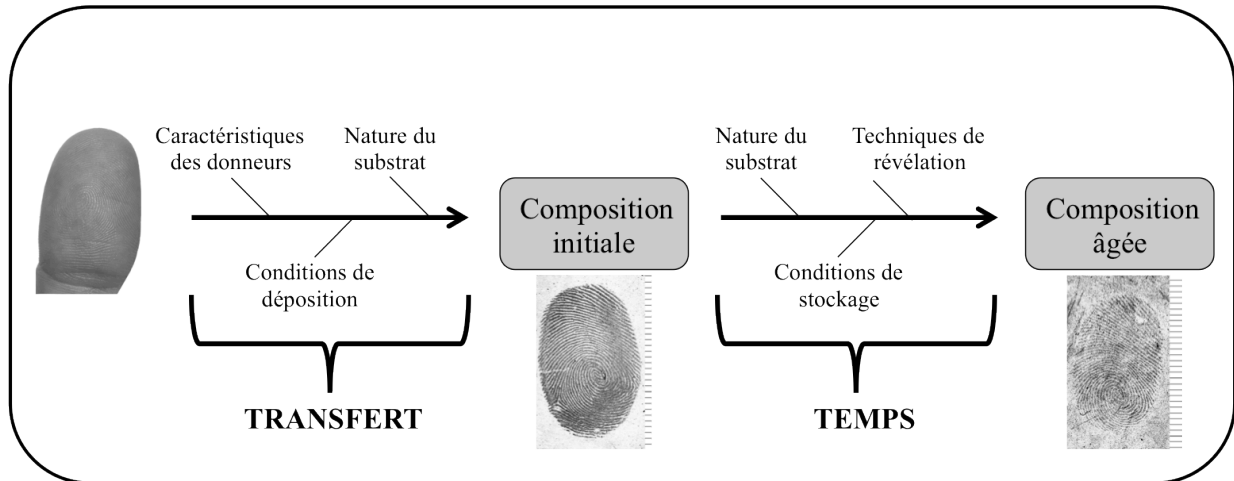 Caractéristiques
des donneurs
Nature du
substrat
Conditions de
déposition
TRANSFERT
Composition
initiale
Nature du
substrat
Techniques de
révélation
Conditions de
stockage
TEMPS
Composition
âgée